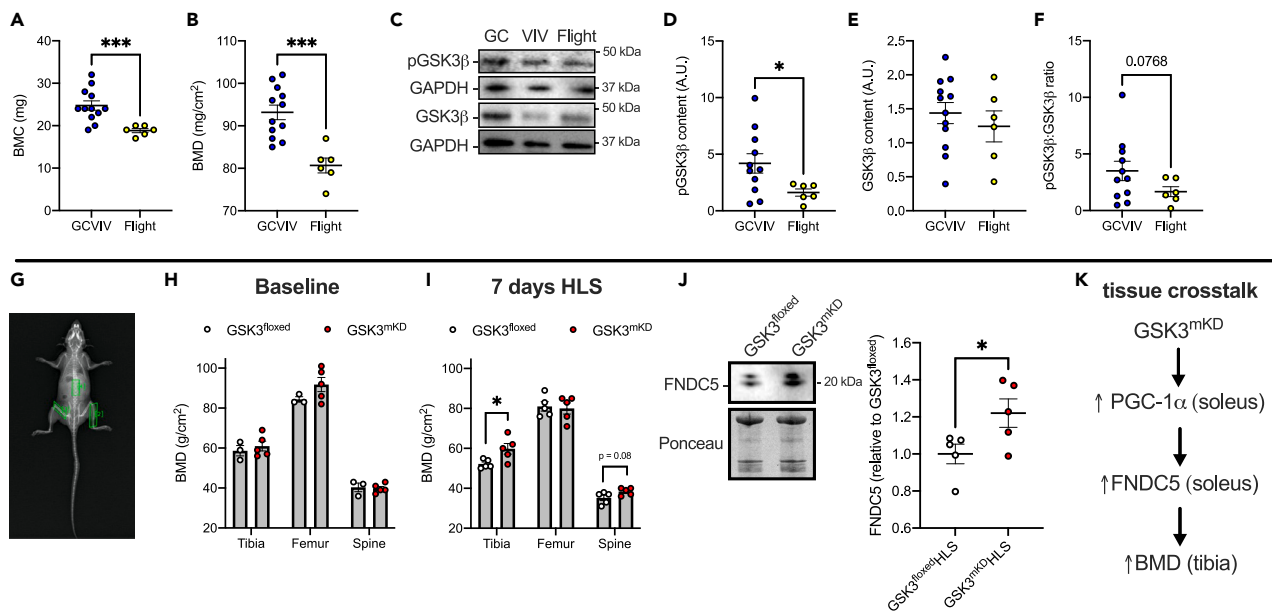 A
***
BMC (mg)
40
30
20
10
0
GCVIV
Flight
B
***
BMD (mg/cm2)
110
100
90
80
70
GCVIV
Flight
C
GC VIV Flight
pGSK3β
50 kDa
GAPDH
37 kDa
GSK3β
50 kDa
GAPDH
37 kDa
D
*
pGSK3β content (A.U.)
15
10
5
0
GCVIV
Flight
E
GSK3β content (A.U.)
2.5
2.0
1.5
1.0
0.5
0.0
GCVIV
Flight
F
0.0768
pGSK3β:GSK3β ratio
15
10
5
0
GCVIV
Flight
G
H
Baseline
GSK3floxed
GSK3mKD
BMD (g/cm2)
100
80
60
40
20
Tibia
Femur
Spine
I
7 days HLS
GSK3floxed
GSK3mKD
BMD (g/cm2)
100
80
60
40
20
*
p = 0.08
Tibia
Femur
Spine
J
GSK3floxed
GSK3mKD
FNDC5
20 kDa
Ponceau
*
FNDC5 (relative to GSK3floxed)
1.6
1.4
1.2
1.0
0.8
0.6
GSK3floxedHLS
GSK3mKDHLS
K
tissue crosstalk
GSK3mKD
↑ PGC-1α (soleus)
↑FNDC5 (soleus)
↑BMD (tibia)